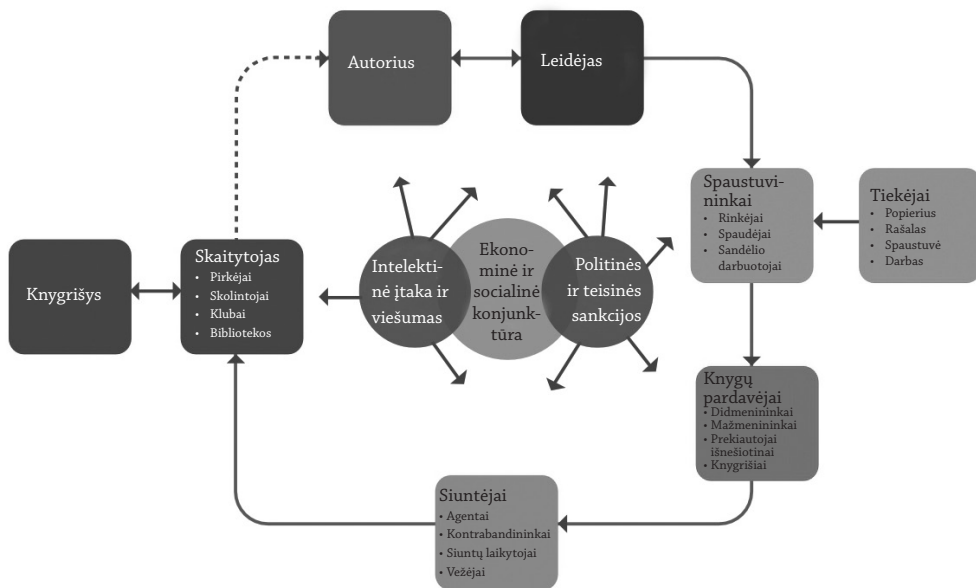 Autorius
Leidėjas
Spaustuvi-
ninkai
• Rinkėjai
• Spaudėjai
• Sandėlio
darbuotojai
Tiekėjai
• Popierius
• Rašalas
• Spaustuvė
• Darbas
Knygrišys
Skaitytojas
• Pirkėjai
• Skolintojai
• Klubai
• Bibliotekos
Intelekti-
nė įtaka ir
viešumas
Ekono-
minė ir
socialinė
konjunk-
tūra
Politinės
ir teisinės
sankcijos
Knygų
pardavėjai
• Didmenininkai
• Mažmenininkai
• Prekiautojai
išnešiotinai
• Knygrišiai
Siuntėjai
• Agentai
• Kontrabandininkai
• Siuntų laikytojai
• Vežėjai